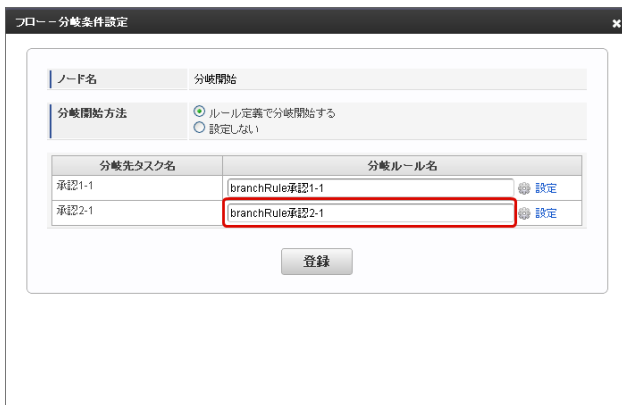 フロー－分岐条件設定
ノード名 分岐開始
分岐開始方法 ルール定義で分岐開始する
設定しない
分岐先タスク名 分岐ルール名
承認1-1 branchRule承認1-1 設定
承認2-1 branchRule承認2-1 設定
登録